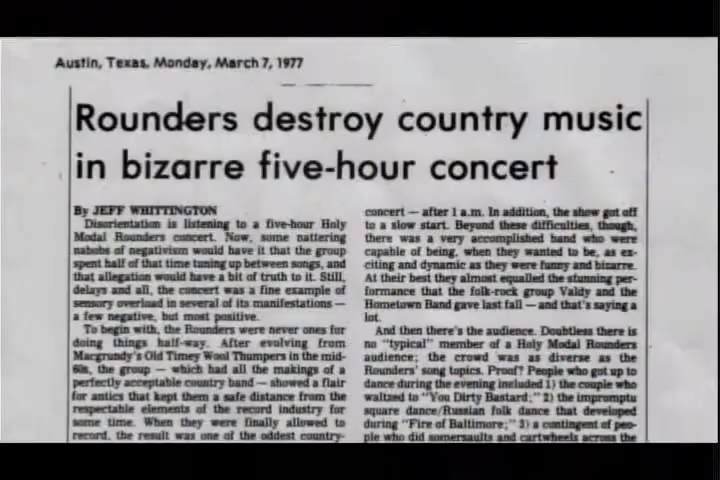 Austin, Texas, Monday, March 7, 1977
Rounders destroy country music
in bizarre five-hour concert
By JEFF WHITTINGTON
Disorientation is listening to a five-hour Holy
Modal Rounders concert. Now, some nattering
nabobs of negativism would have it that the group
spent half of that time tuning up between songs, and
that allegation would have a bit of truth to it. Still,
delays and all, the concert was a fine example of
sensory overload in several of its manifestations —
a few negative, but most positive.
To begin with, the Rounders were never ones for
doing things half-way. After evolving from
Macgrundy's Old Timey Wool Thumpers in the mid-
60s, the group — which had all the makings of a
perfectly acceptable country band — showed a flair
for antics that kept them a safe distance from the
respectable elements of the record industry for
some time. When they were finally allowed to
record, the result was one of the oddest country-
concert — after 1 a.m. In addition, the show got off
to a slow start. Beyond these difficulties, though,
there was a very accomplished band who were
capable of being, when they wanted to be, as ex-
citing and dynamic as they were funny and bizarre.
At their best they almost equalled the stunning per-
formance that the folk-rock group Valdy and the
Hometown Band gave last fall — and that's saying a
lot.
And then there's the audience. Doubtless there is
no "typical" member of a Holy Modal Rounders
audience; the crowd was as diverse as the
Rounders' song topics. Proof? People who got up to
dance during the evening included 1) the couple who
waltzed to "You Dirty Bastard;" 2) the impromptu
square dance/Russian folk dance that developed
during "Fire of Baltimore;" 3) a contingent of peo-
ple who did somersaults and cartwheels across the